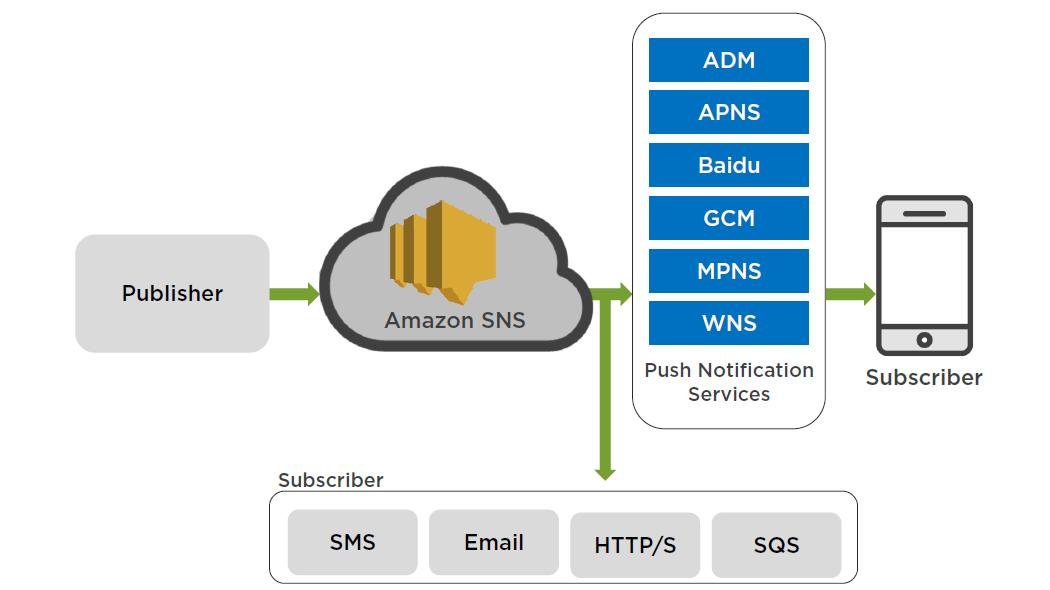 ADM
APNS
Baidu
GCM
MPNS
WNS
Push Notification
Services
Publisher
Amazon SNS
Subscriber
Subscriber
SMS
Email
HTTP/S
SQS